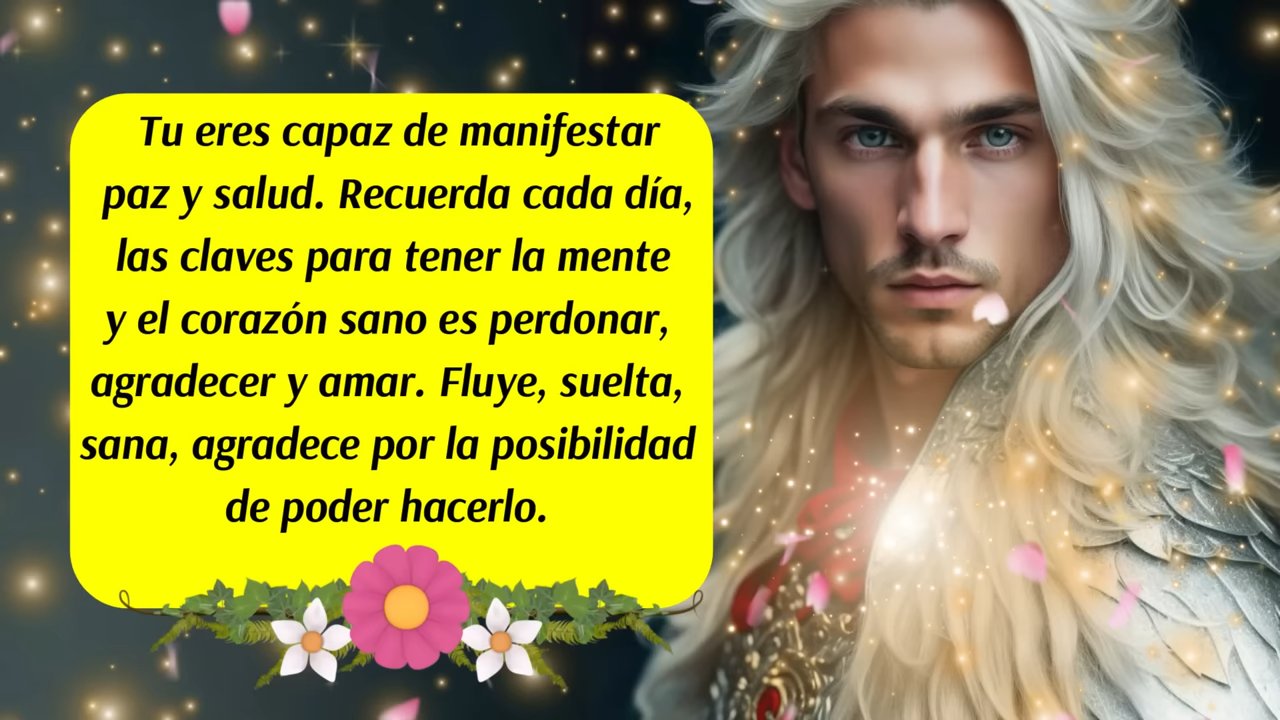 Tu eres capaz de manifestar
paz y salud. Recuerda cada día,
las claves para tener la mente
y el corazón sano es perdonar,
agradecer y amar. Fluye, suelta,
sana, agradece por la posibilidad
de poder hacerlo.